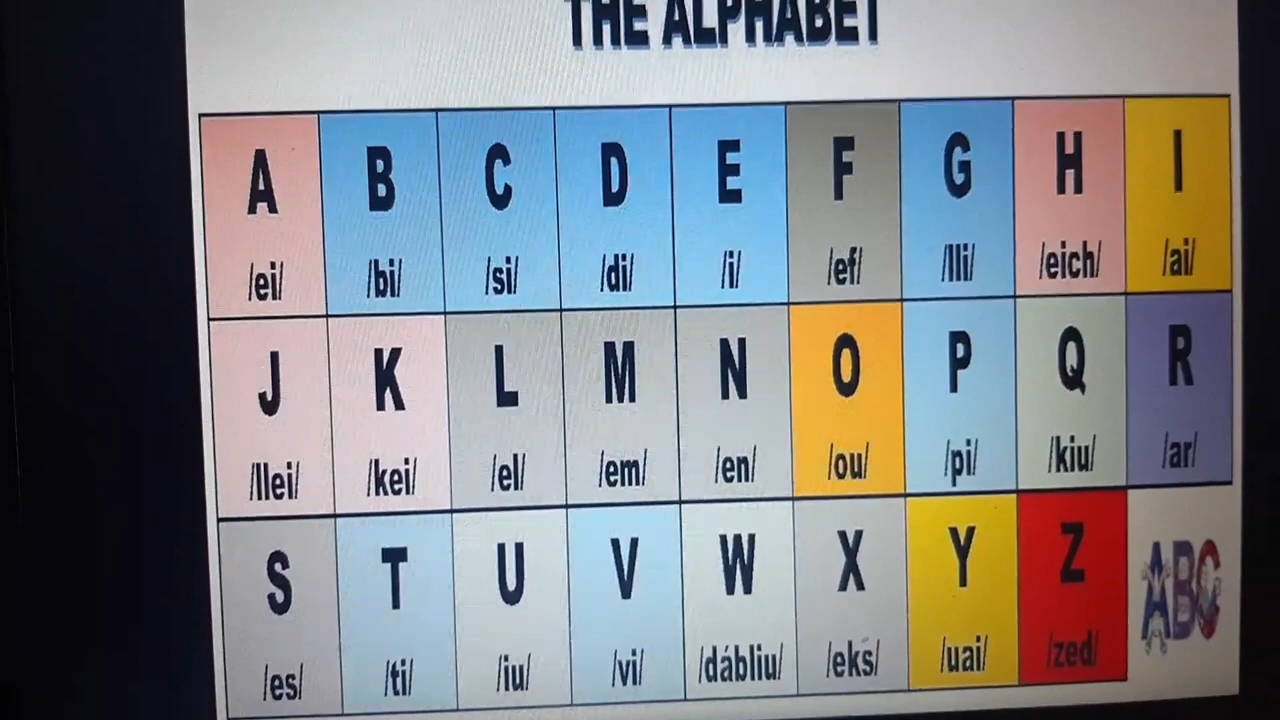 THE ALPHABET
A B C D E F G H I
/ei/ /bi/ /si/ /di/ /i/ /ef/ /lli/ /eich/ /ai/
J K L M N O P Q R
/llei/ /kei/ /el/ /em/ /en/ /ou/ /pi/ /kiu/ /ar/
S T U V W X Y Z ABC
/es/ /ti/ /iu/ /vi/ /dábliu/ /eks/ /uai/ /zed/